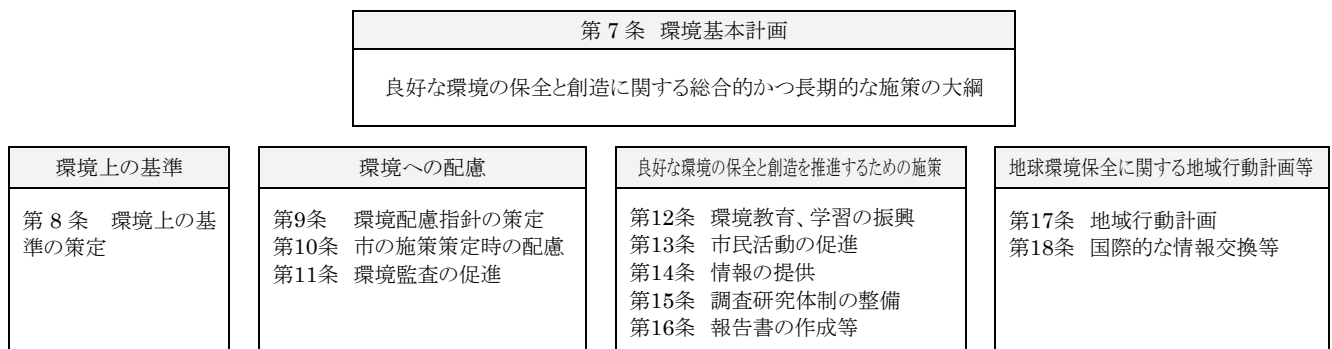 第7条 環境基本計画
良好な環境の保全と創造に関する総合的かつ長期的な施策の大綱
環境上の基準
第8条 環境上の基
準の策定
環境への配慮
第9条 環境配慮指針の策定
第10条 市の施策策定時の配慮
第11条 環境監査の促進
良好な環境の保全と創造を推進するための施策
第12条 環境教育、学習の振興
第13条 市民活動の促進
第14条 情報の提供
第15条 調査研究体制の整備
第16条 報告書の作成等
地球環境保全に関する地域行動計画等
第17条 地域行動計画
第18条 国際的な情報交換等